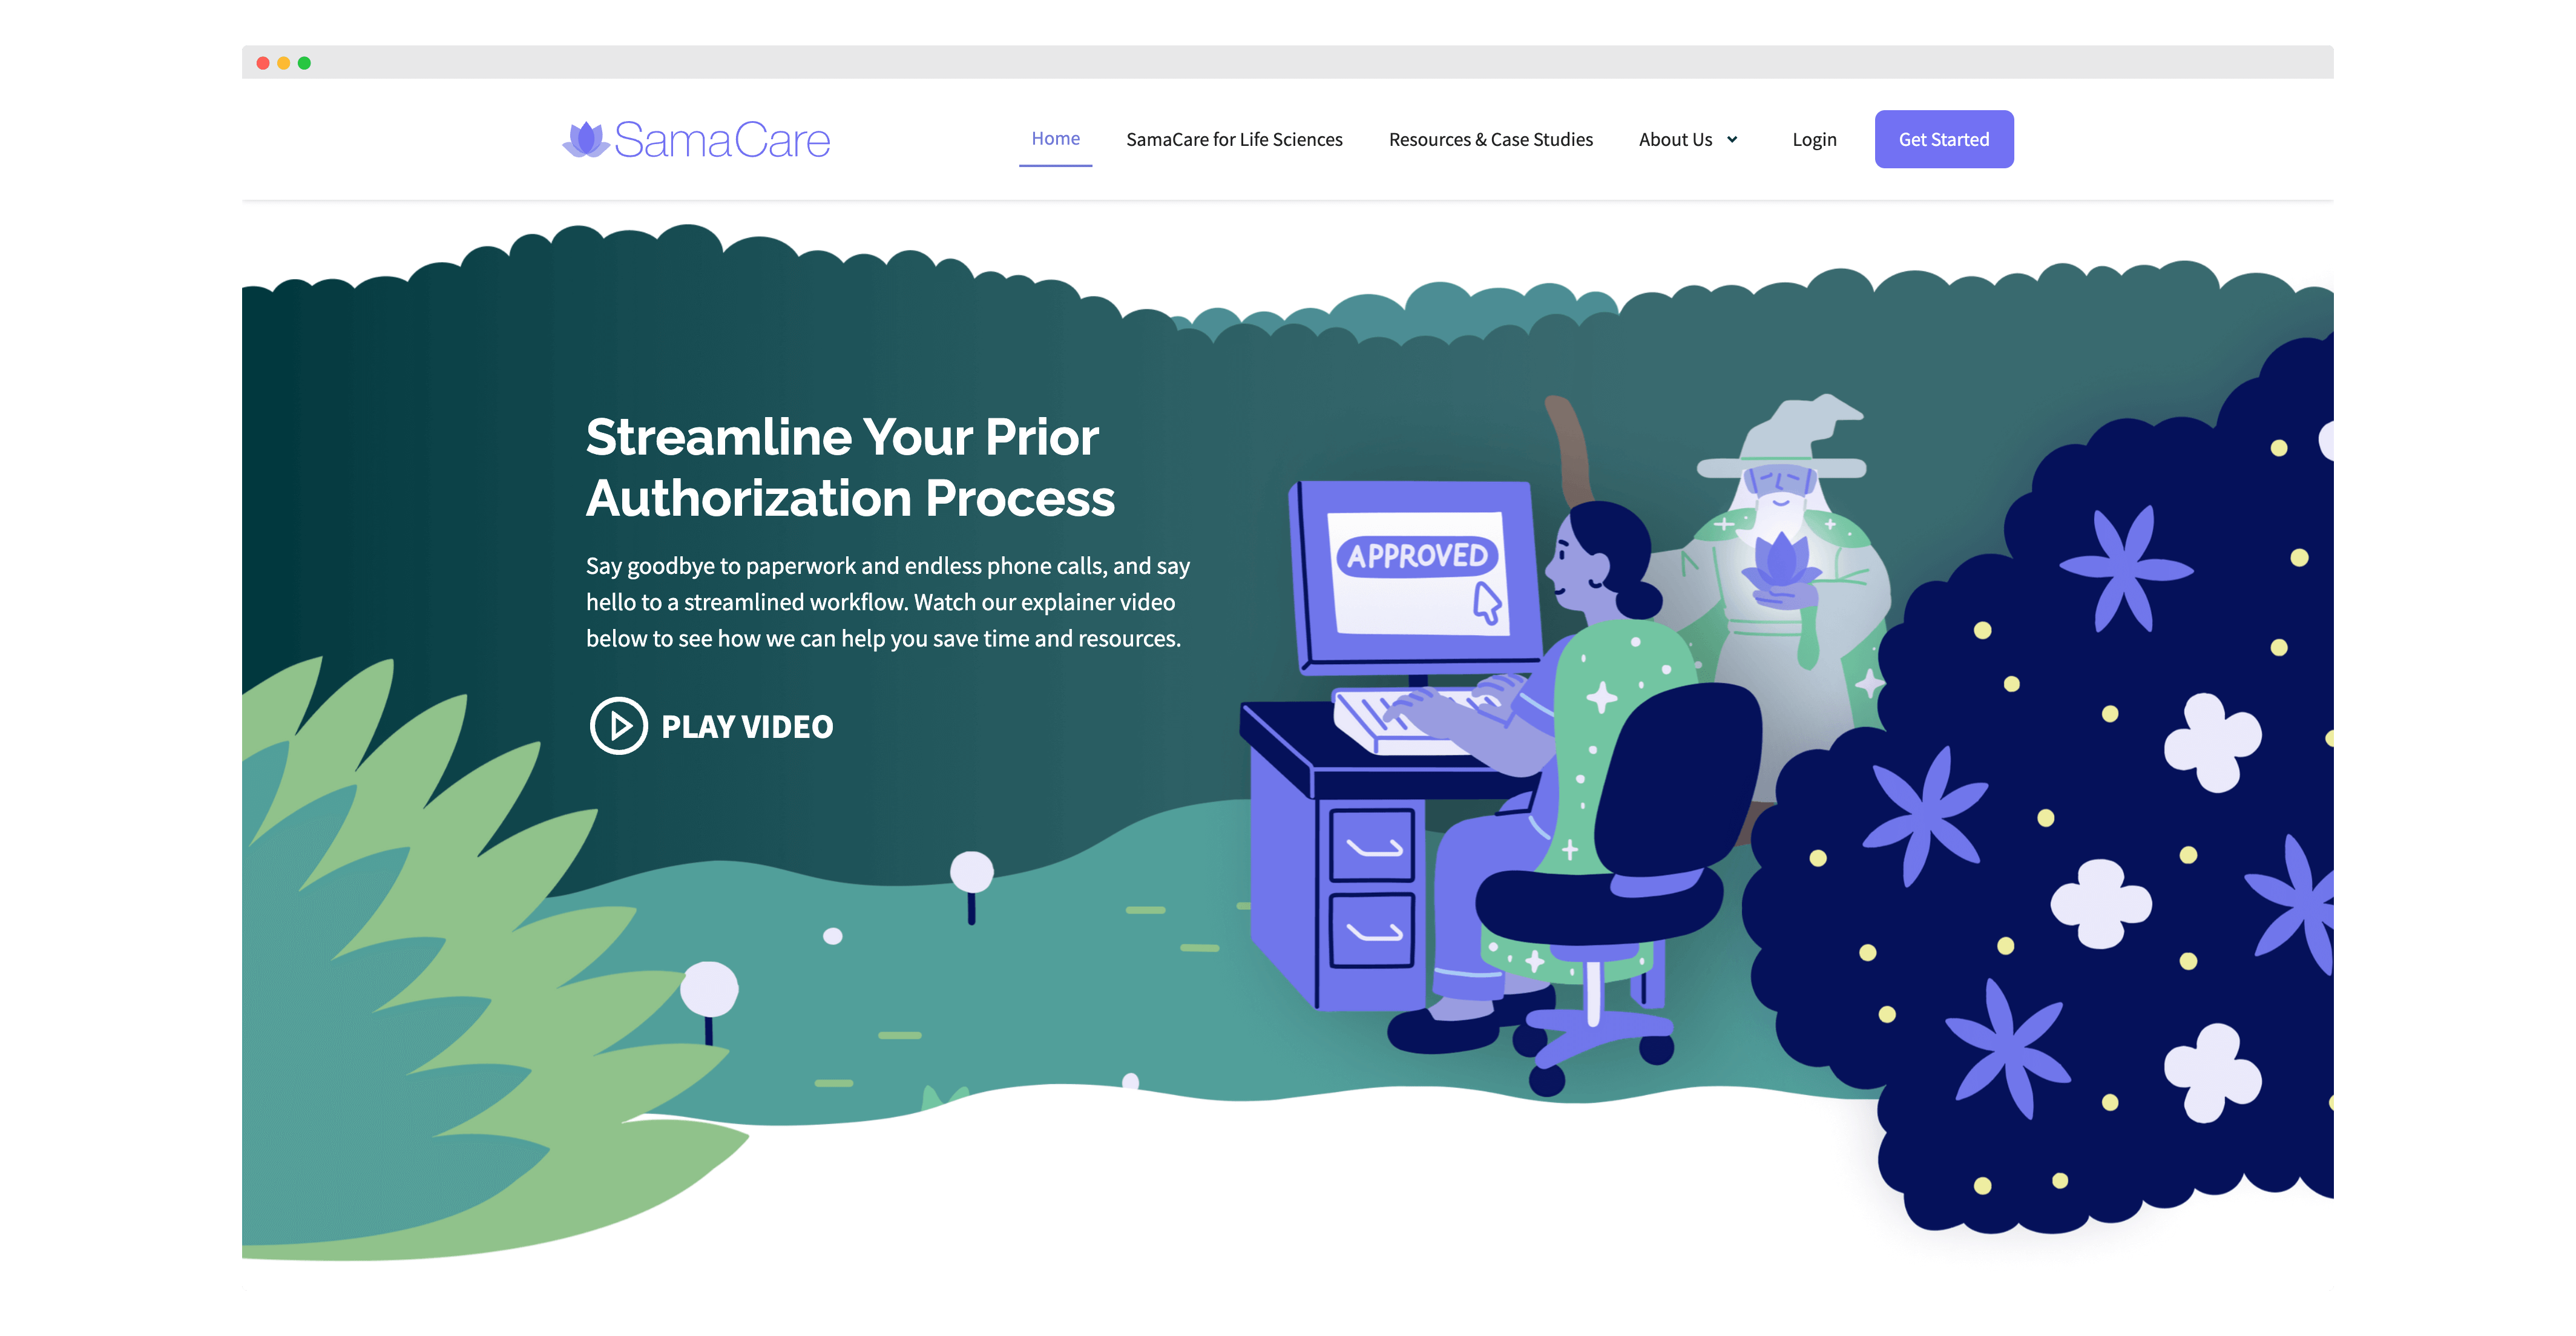 SamaCare
Home
SamaCare for Life Sciences
Resources & Case Studies
About Us
Login
Get Started
Streamline Your Prior
Authorization Process
Say goodbye to paperwork and endless phone calls, and say
hello to a streamlined workflow. Watch our explainer video
below to see how we can help you save time and resources.
PLAY VIDEO
APPROVED